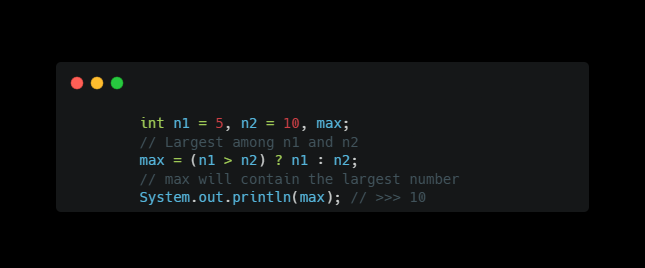 int n1 = 5, n2 = 10, max;
// Largest among n1 and n2
max = (n1 > n2) ? n1 : n2;
// max will contain the largest number
System.out.println(max); // >>> 10